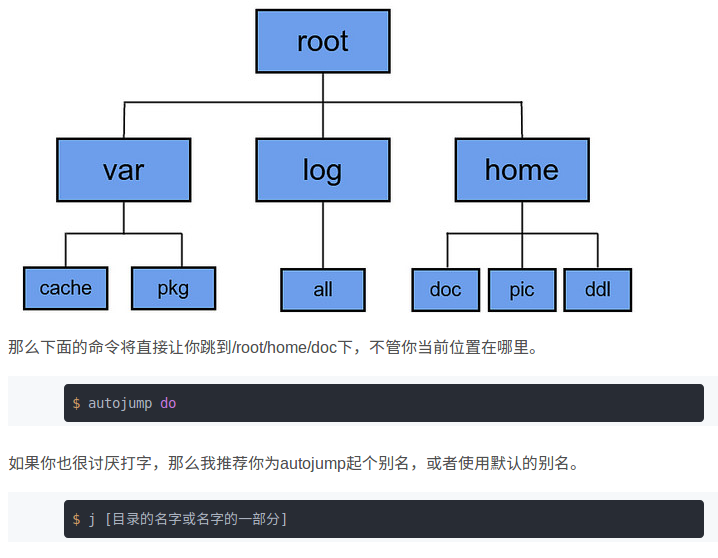 root
var log home
cache pkg all doc pic ddl
那么下面的命令将直接让你跳到/root/home/doc下，不管你当前位置在哪里。
$ autojump do
如果你也很讨厌打字，那么我推荐你为autojump起个别名，或者使用默认的别名。
$ j [目录的名字或名字的一部分]